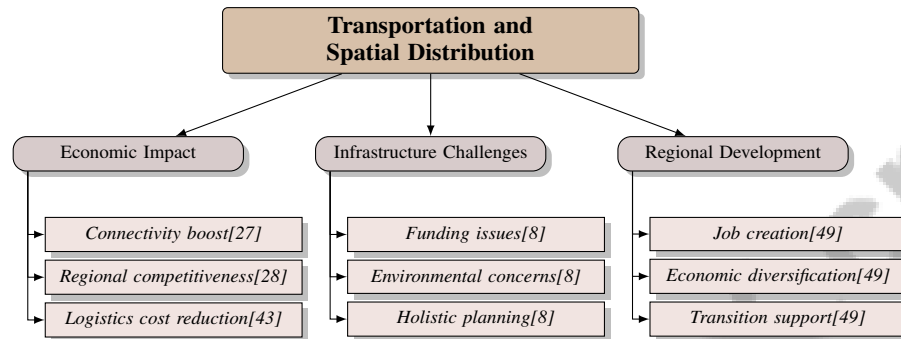 Transportation and
Spatial Distribution
Economic Impact
Infrastructure Challenges
Regional Development
Connectivity boost[27]
Funding issues[8]
Job creation[49]
Regional competitiveness[28]
Environmental concerns[8]
Economic diversification[49]
Logistics cost reduction[43]
Holistic planning[8]
Transition support[49]